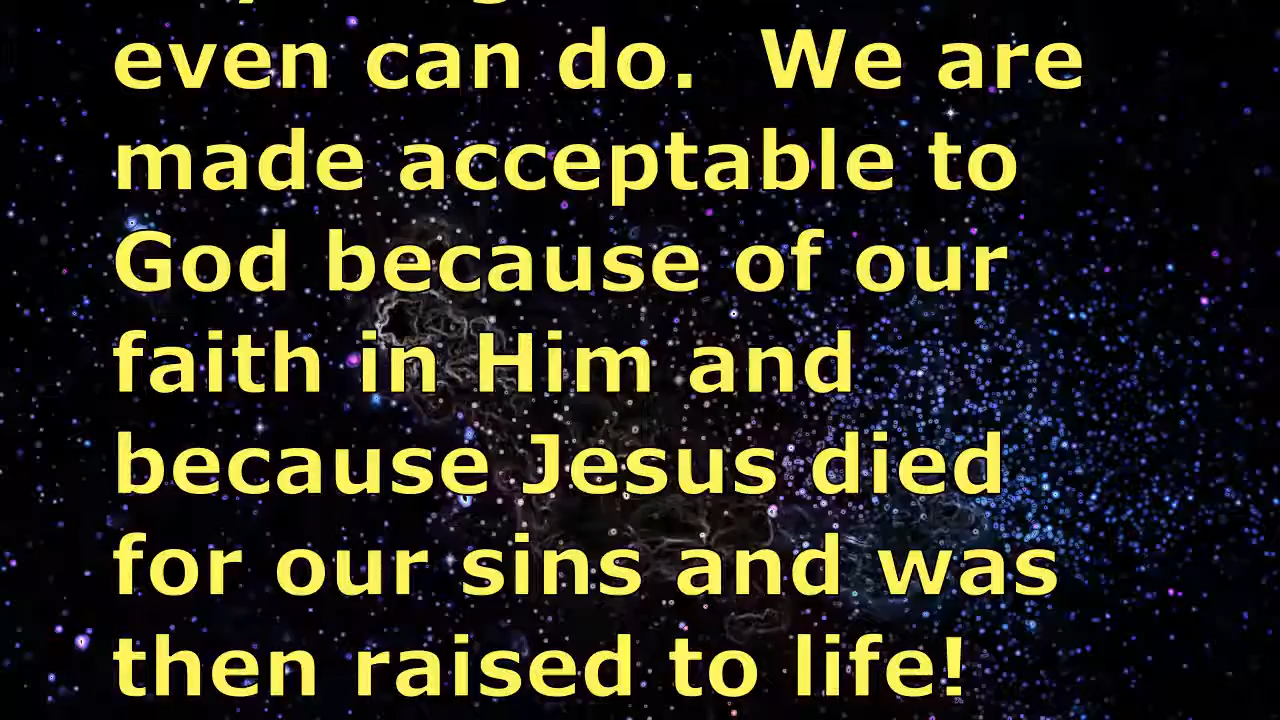 even can do.  We are
made acceptable to
God because of our
faith in Him and
because Jesus died
for our sins and was
then raised to life!